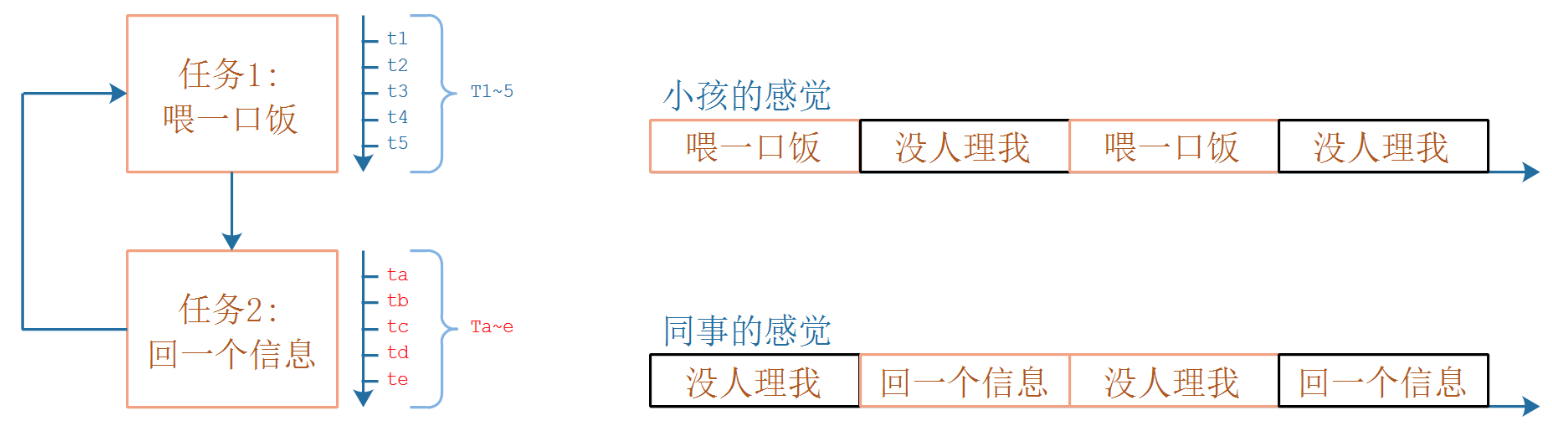 任务1:
喂一口饭
t1
t2
t3
t4
t5
T1~5
小孩的感觉
喂一口饭 没人理我 喂一口饭 没人理我
任务2:
回一个信息
ta
tb
tc
td
te
Ta~e
同事的感觉
没人理我 回一个信息 没人理我 回一个信息